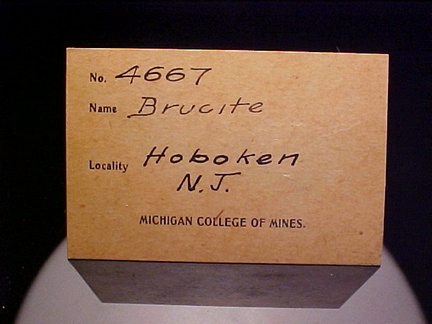 No. 4667
Name Brucite
Locality Hoboken
N.J.
MICHIGAN COLLEGE OF MINES.